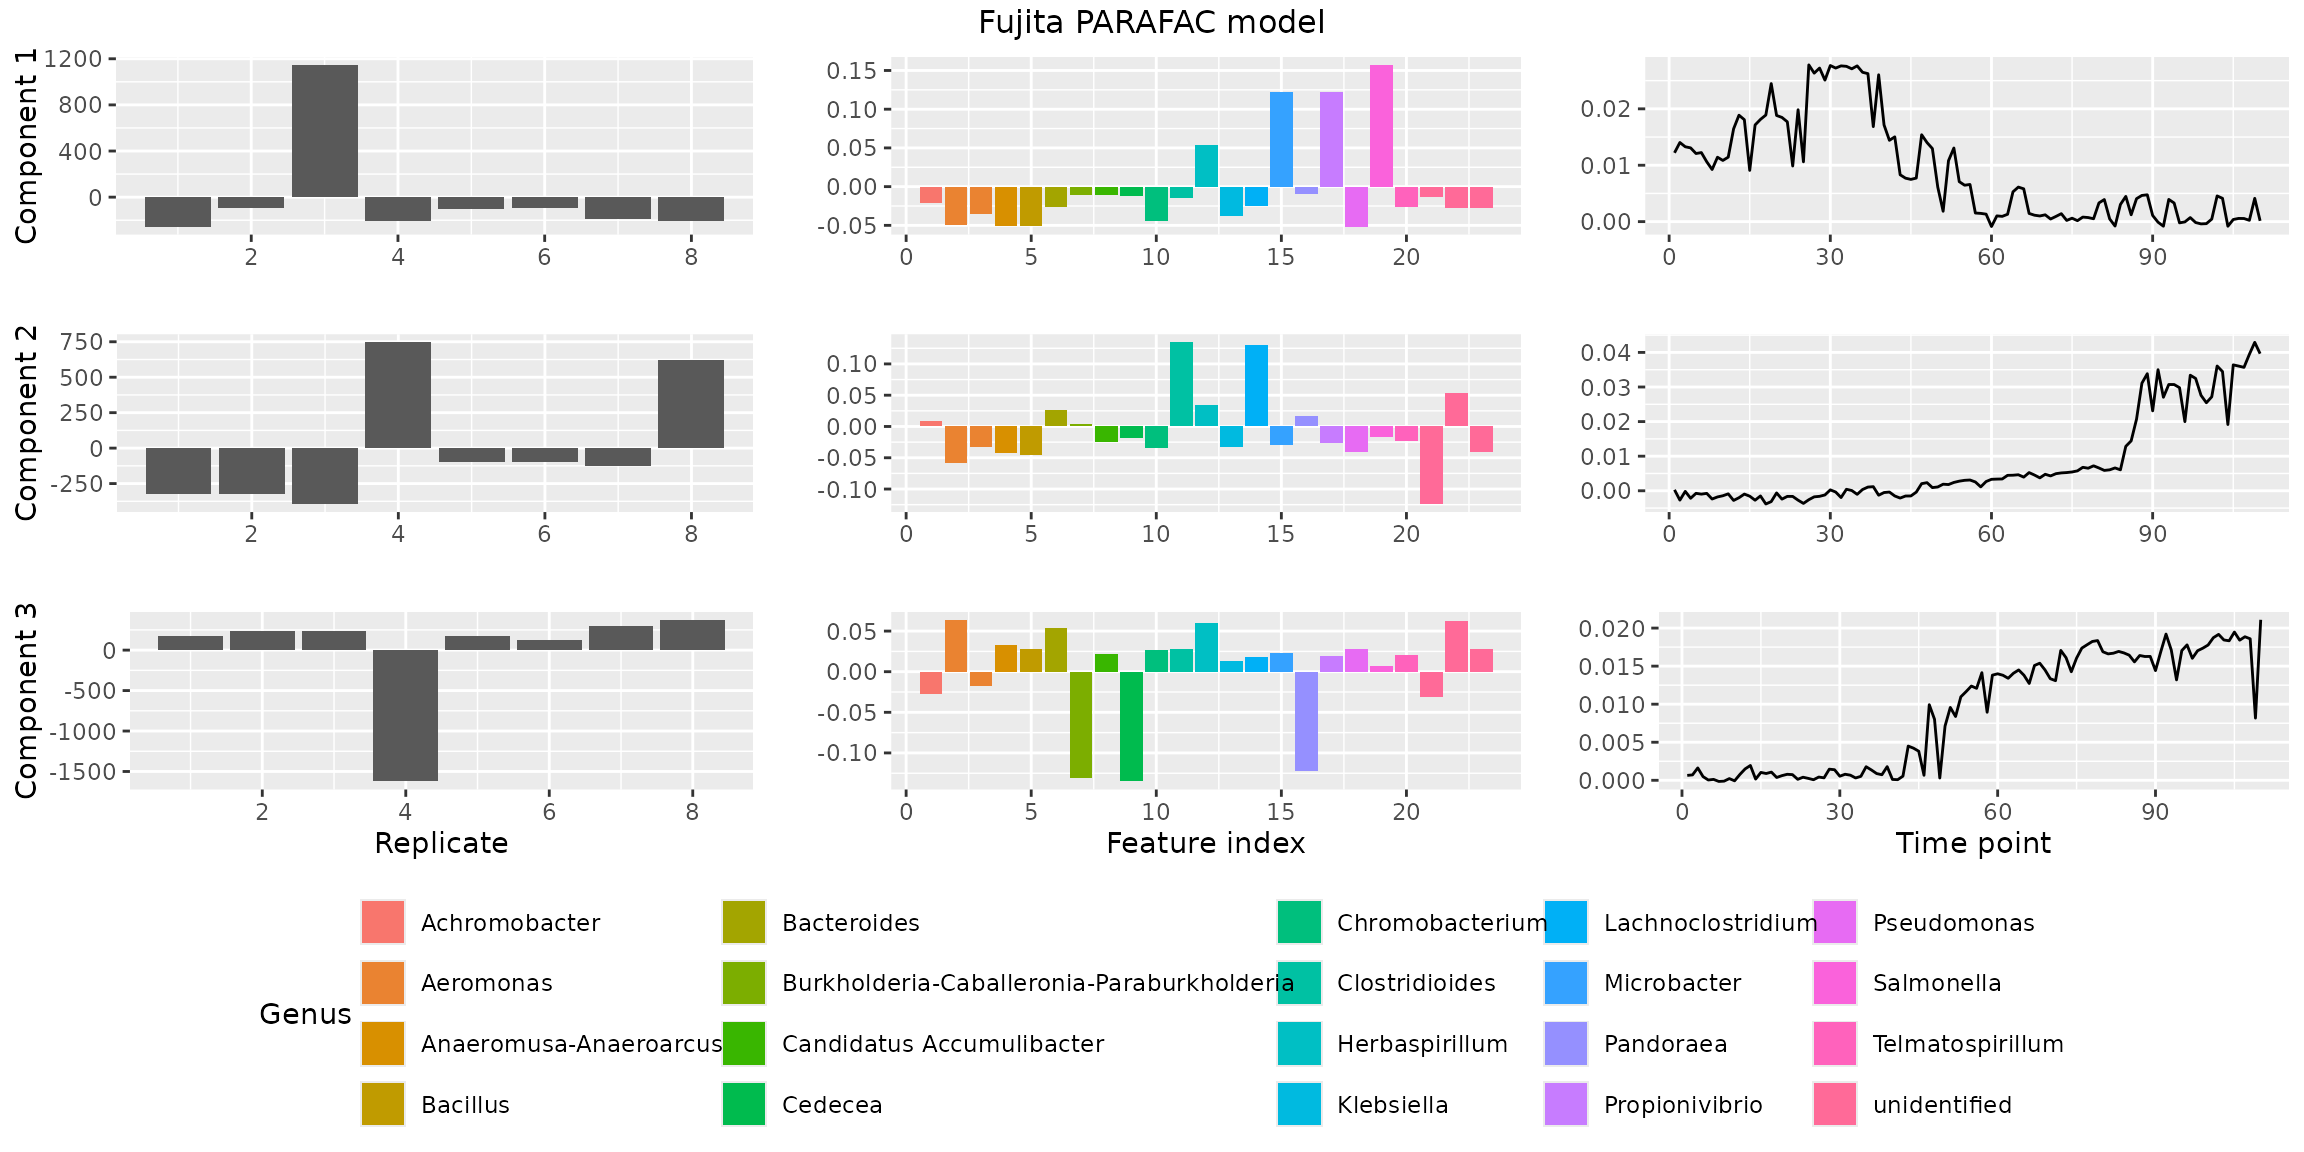 Fujita PARAFAC model
Component 1
1200
800
400
0
2 4 6 8
0.15
0.10
0.05
0.00
-0.05
0 5 10 15 20
0.02
0.01
0.00
0 30 60 90
Component 2
750
500
250
0
-250
2 4 6 8
0.10
0.05
0.00
-0.05
-0.10
0 5 10 15 20
0.04
0.03
0.02
0.01
0.00
0 30 60 90
Component 3
0
-500
-1000
-1500
2 4 6 8
Replicate
0.05
0.00
-0.05
-0.10
0 5 10 15 20
Feature index
0.020
0.015
0.010
0.005
0.000
0 30 60 90
Time point
Genus
Achromobacter
Aeromonas
Anaeromusa-Anaeroarcus
Bacillus
Bacteroides
Burkholderia-Caballeronia-Paraburkholderia
Candidatus Accumulibacter
Cedecea
Chromobacterium
Clostridioides
Herbaspirillum
Klebsiella
Lachnoclostridium
Microbacter
Pandoraea
Propionivibrio
Pseudomonas
Salmonella
Telmatospirillum
unidentified